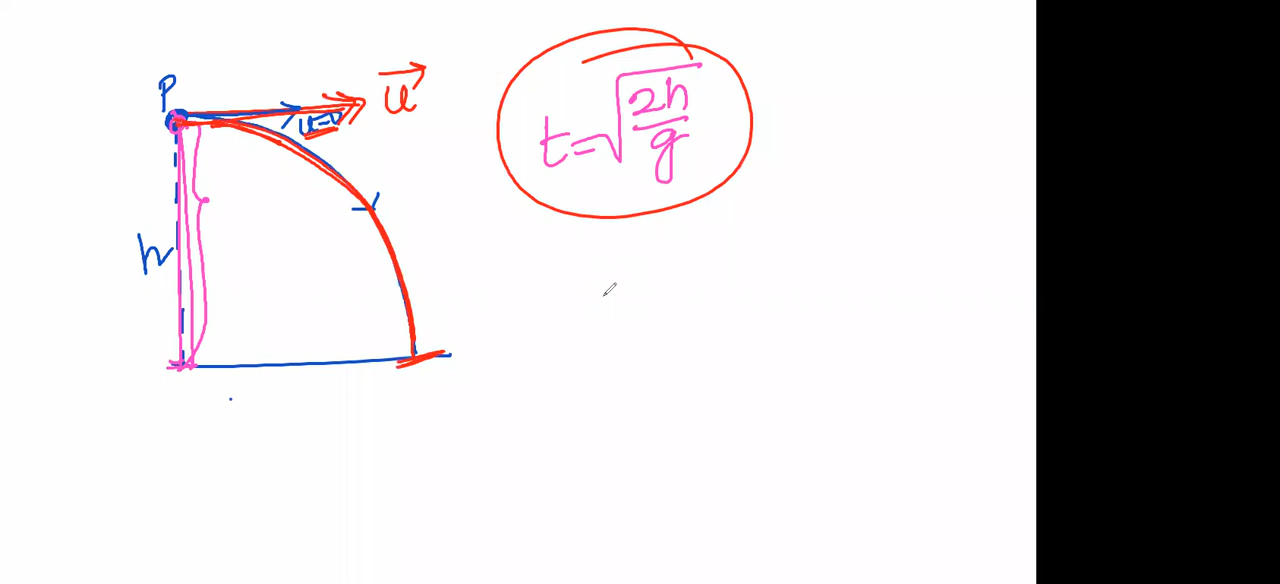 P
u⃗
u=v
h
t=√(2h/g)